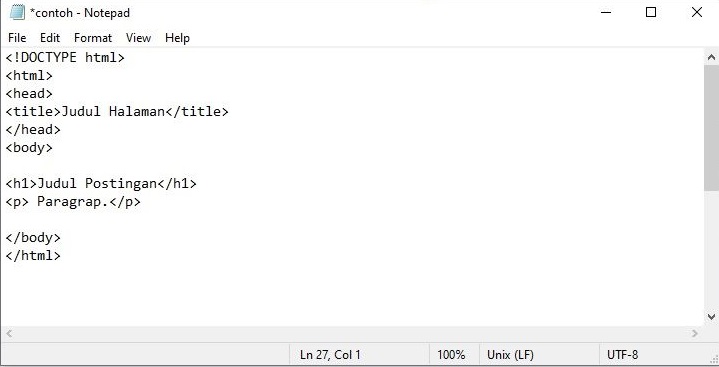 *contoh - Notepad
File Edit Format View Help
<!DOCTYPE html>
<html>
<head>
<title>Judul Halaman</title>
</head>
<body>
<h1>Judul Postingan</h1>
<p> Paragrap.</p>
</body>
</html>
Ln 27, Col 1 100% Unix (LF) UTF-8